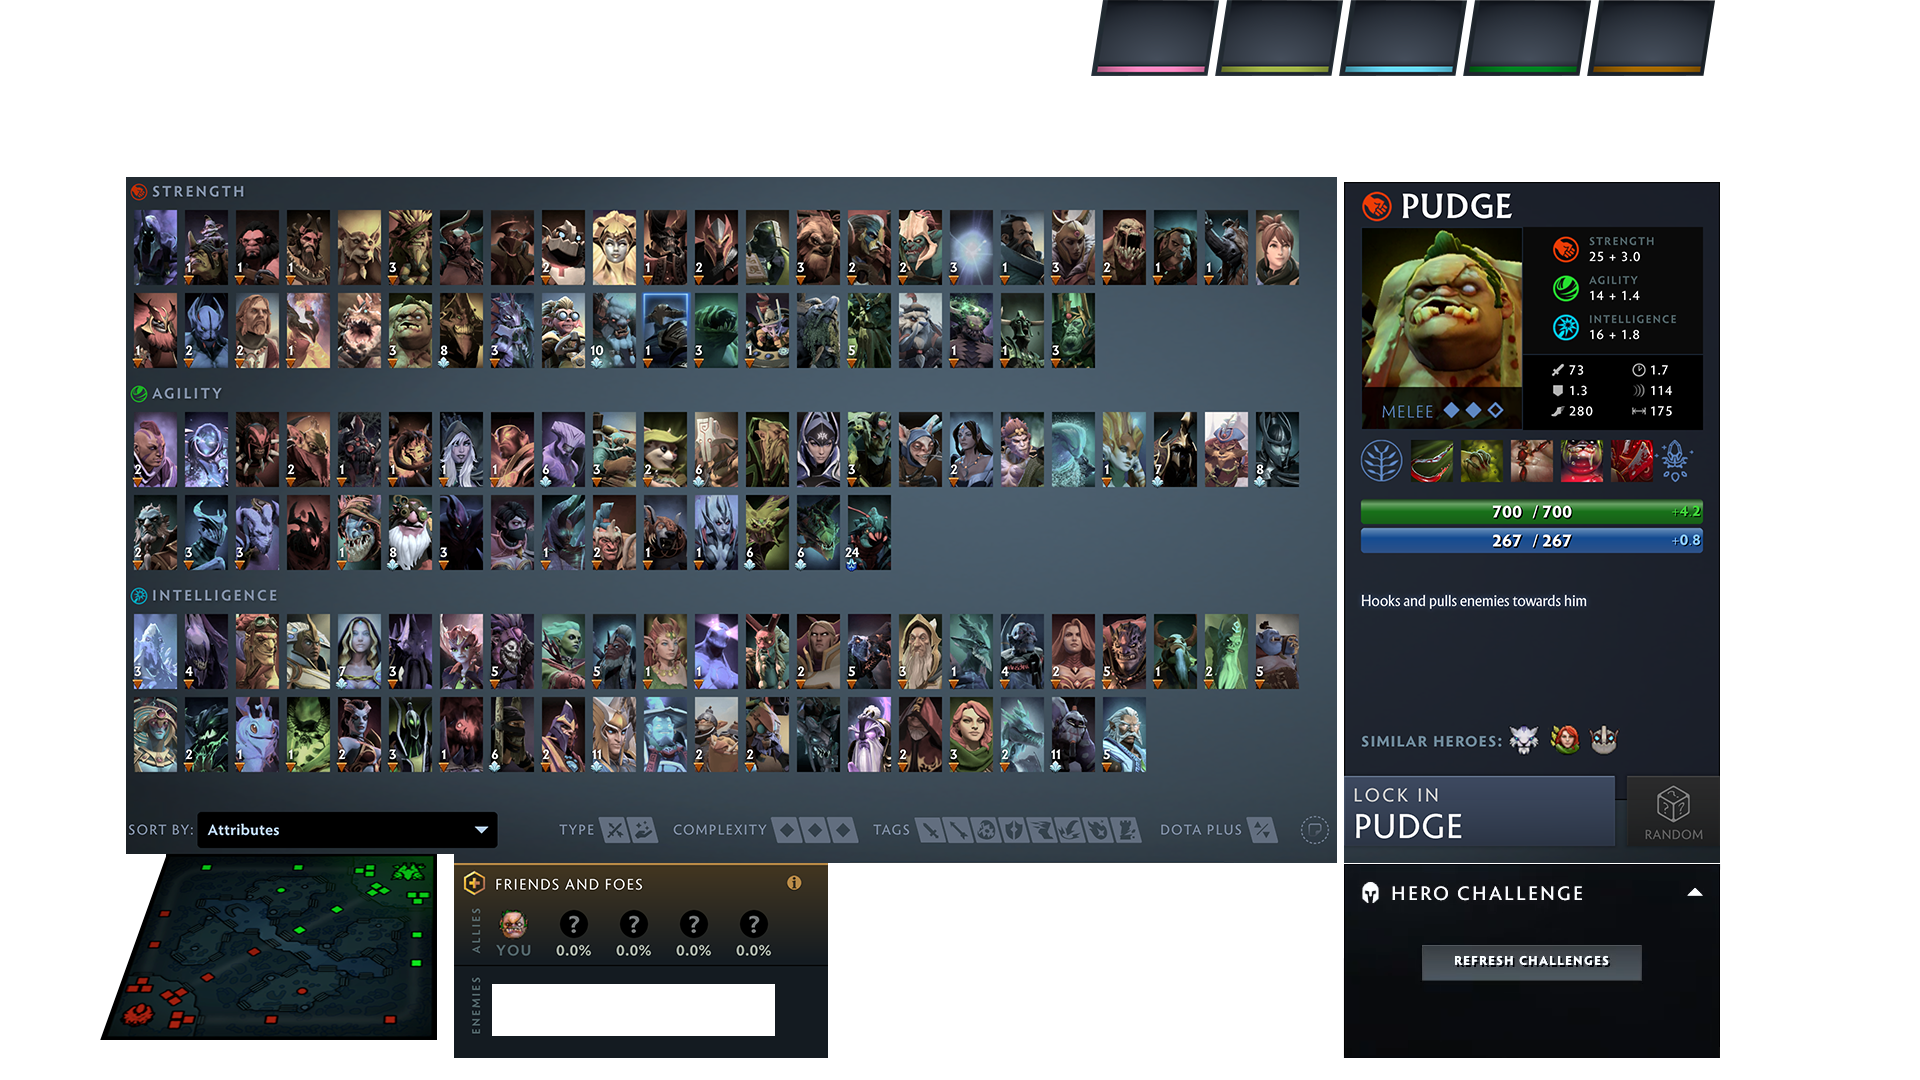 STRENGTH
1 1 1 3 2 1 2 3 2 2 3 1 3 2 1 1
1 2 2 1 3 8 3 10 1 3 1 5 1 1 3
AGILITY
2 2 1 1 1 1 6 3 2 6 3 2 1 7 8
2 3 3 1 8 3 1 2 1 1 6 6 24
INTELLIGENCE
3 4 7 3 5 5 1 1 2 5 3 1 4 2 5 1 2 5
2 1 1 2 3 1 6 2 11 2 2 2 3 2 11 5
SORT BY: Attributes
TYPE COMPLEXITY TAGS DOTA PLUS
PUDGE
STRENGTH
25 + 3.0
AGILITY
14 + 1.4
INTELLIGENCE
16 + 1.8
MELEE
73 1.7
1.3 114
280 175
700 / 700 +4.2
267 / 267 +0.8
Hooks and pulls enemies towards him
SIMILAR HEROES:
LOCK IN
PUDGE
RANDOM
FRIENDS AND FOES
ALLIES
YOU 0.0% 0.0% 0.0% 0.0%
ENEMIES
HERO CHALLENGE
REFRESH CHALLENGES